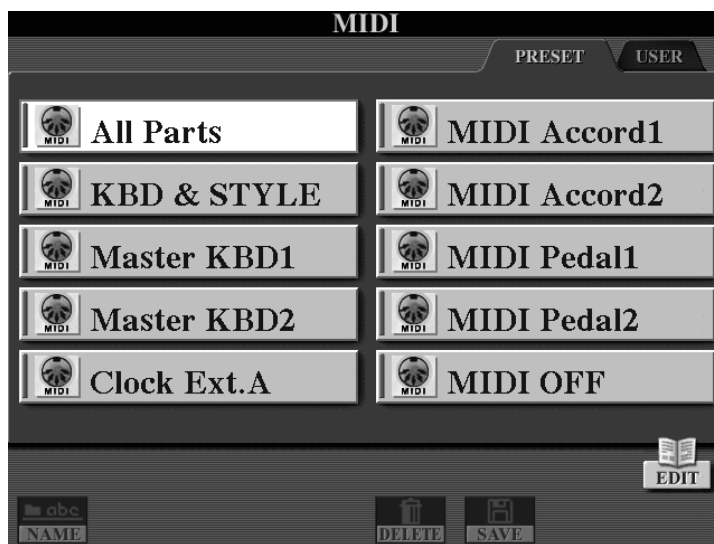 MIDI
PRESET USER
MIDI All Parts
MIDI KBD & STYLE
MIDI Master KBD1
MIDI Master KBD2
MIDI Clock Ext.A
MIDI MIDI Accord1
MIDI MIDI Accord2
MIDI MIDI Pedal1
MIDI MIDI Pedal2
MIDI MIDI OFF
EDIT
abc
NAME DELETE SAVE